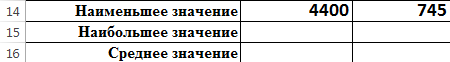 14 Наименьшее значение 4400 745
15 Наибольшее значение
16 Среднее значение